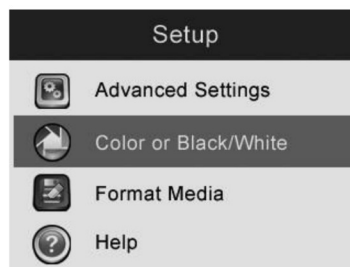 Setup
Advanced Settings
Color or Black/White
Format Media
Help